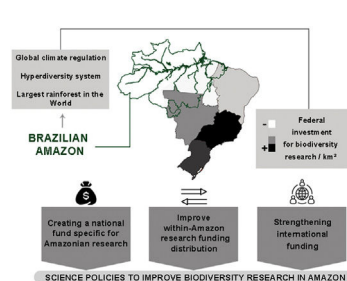 Global climate regulation
Hyperdiversity system
Largest rainforest in the
World
BRAZILIAN
AMAZON
Federal
investment
for biodiversity
research / km²
-
+
$
Creating a national
fund specific for
Amazonian research
Improve
within-Amazon
research funding
distribution
Strengthening
international
funding
SCIENCE POLICIES TO IMPROVE BIODIVERSITY RESEARCH IN AMAZON